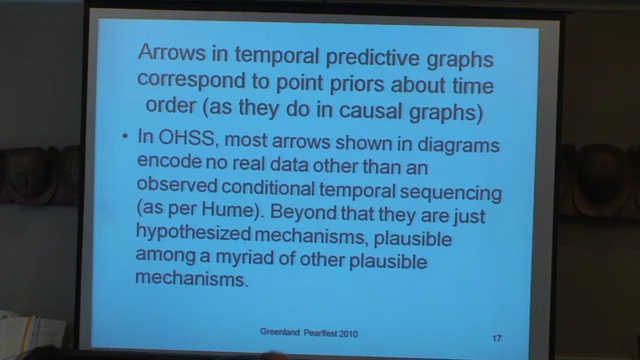 Arrows in temporal predictive graphs
correspond to point priors about time
order (as they do in causal graphs)
• In OHSS, most arrows shown in diagrams
encode no real data other than an
observed conditional temporal sequencing
(as per Hume). Beyond that they are just
hypothesized mechanisms, plausible
among a myriad of other plausible
mechanisms.
Greenland Pearlfest 2010
17